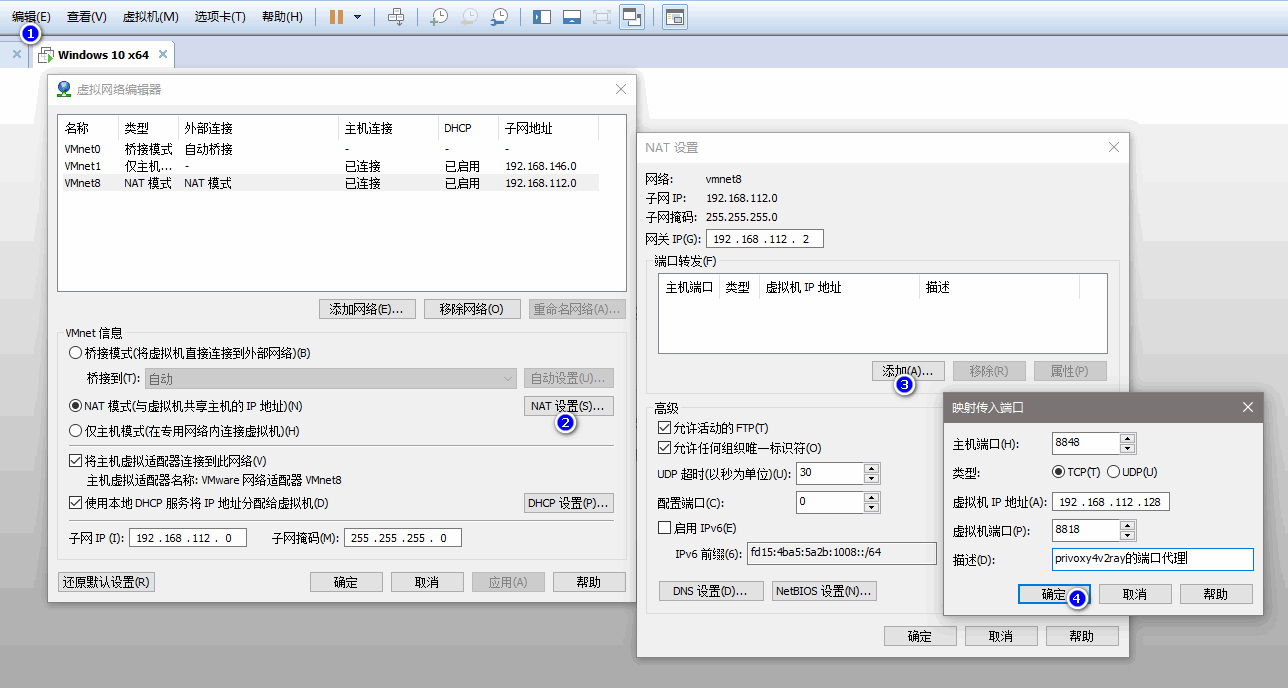 编辑(E) 查看(V) 虚拟机(M) 选项卡(T) 帮助(H)
1
Windows 10 x64
虚拟网络编辑器
名称 类型 外部连接 主机连接 DHCP 子网地址
VMnet0 桥接模式 自动桥接 - - -
VMnet1 仅主机... - 已连接 已启用 192.168.146.0
VMnet8 NAT 模式 NAT 模式 已连接 已启用 192.168.112.0
添加网络(E)... 移除网络(O) 重命名网络(A)...
VMnet 信息
桥接模式(将虚拟机直接连接到外部网络)(B)
桥接到(T): 自动 自动设置(U)...
NAT 模式(与虚拟机共享主机的 IP 地址)(N) NAT 设置(S)...
2
仅主机模式(在专用网络内连接虚拟机)(H)
将主机虚拟适配器连接到此网络(V)
主机虚拟适配器名称: VMware 网络适配器 VMnet8
使用本地 DHCP 服务将 IP 地址分配给虚拟机(D) DHCP 设置(P)...
子网 IP (I): 192 . 168 . 112 . 0 子网掩码(M): 255 . 255 . 255 . 0
还原默认设置(R) 确定 取消 应用(A) 帮助
NAT 设置
网络: vmnet8
子网 IP: 192.168.112.0
子网掩码: 255.255.255.0
网关 IP(G): 192 . 168 . 112 . 2
端口转发(F)
主机端口 类型 虚拟机 IP 地址 描述
添加(A)... 移除(R) 属性(P)
3
高级
允许活动的 FTP(T)
允许任何组织唯一标识符(O)
UDP 超时(以秒为单位)(U): 30
配置端口(C): 0
启用 IPv6(E)
IPv6 前缀(6): fd15:4ba5:5a2b:1008::/64
DNS 设置(D)... NetBIOS 设置(N)...
确定 取消 帮助
映射传入端口
主机端口(H): 8848
类型: TCP(T) UDP(U)
虚拟机 IP 地址(A): 192 . 168 . 112 . 128
虚拟机端口(P): 8818
描述(D): privoxy4v2ray的端口代理
确定 取消 帮助
4